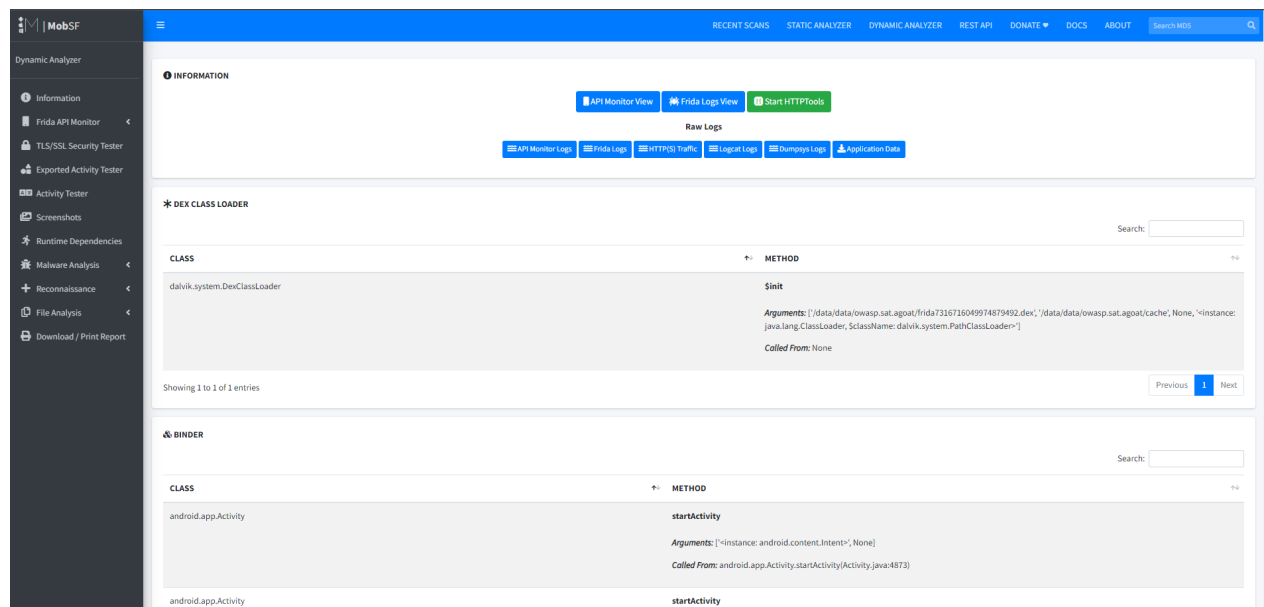 MobSF
RECENT SCANS STATIC ANALYZER DYNAMIC ANALYZER REST API DONATE ♥ DOCS ABOUT Search MD5
Dynamic Analyzer
Information
Frida API Monitor
TLS/SSL Security Tester
Exported Activity Tester
Activity Tester
Screenshots
Runtime Dependencies
Malware Analysis
Reconnaissance
File Analysis
Download / Print Report
INFORMATION
API Monitor View Frida Logs View Start HTTPTools
Raw Logs
API Monitor Logs Frida Logs HTTP(S) Traffic Logcat Logs Dumpsys Logs Application Data
DEX CLASS LOADER
Search:
CLASS METHOD
dalvik.system.DexClassLoader $init
Arguments: ['/data/data/owasp.sat.agoat/frida7316716049974879492.dex', '/data/data/owasp.sat.agoat/cache', None, '<instance:
java.lang.ClassLoader, $className: dalvik.system.PathClassLoader>']
Called From: None
Showing 1 to 1 of 1 entries
Previous 1 Next
BINDER
Search:
CLASS METHOD
android.app.Activity startActivity
Arguments: ['<instance: android.content.Intent>', None]
Called From: android.app.Activity.startActivity(Activity.java:4873)
android.app.Activity startActivity